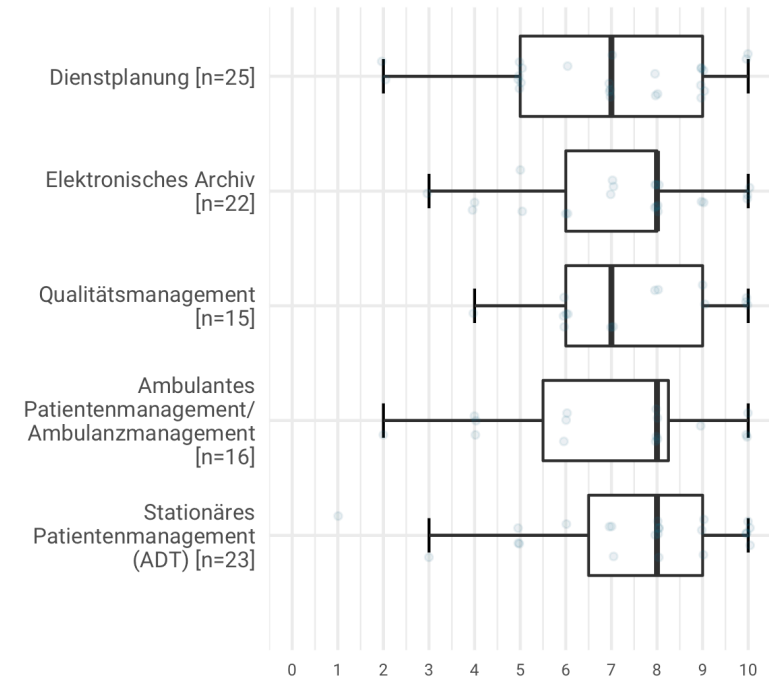 Dienstplanung [n=25]
Elektronisches Archiv
[n=22]
Qualitätsmanagement
[n=15]
Ambulantes
Patientenmanagement/
Ambulanzmanagement
[n=16]
Stationäres
Patientenmanagement
(ADT) [n=23]
0 1 2 3 4 5 6 7 8 9 10